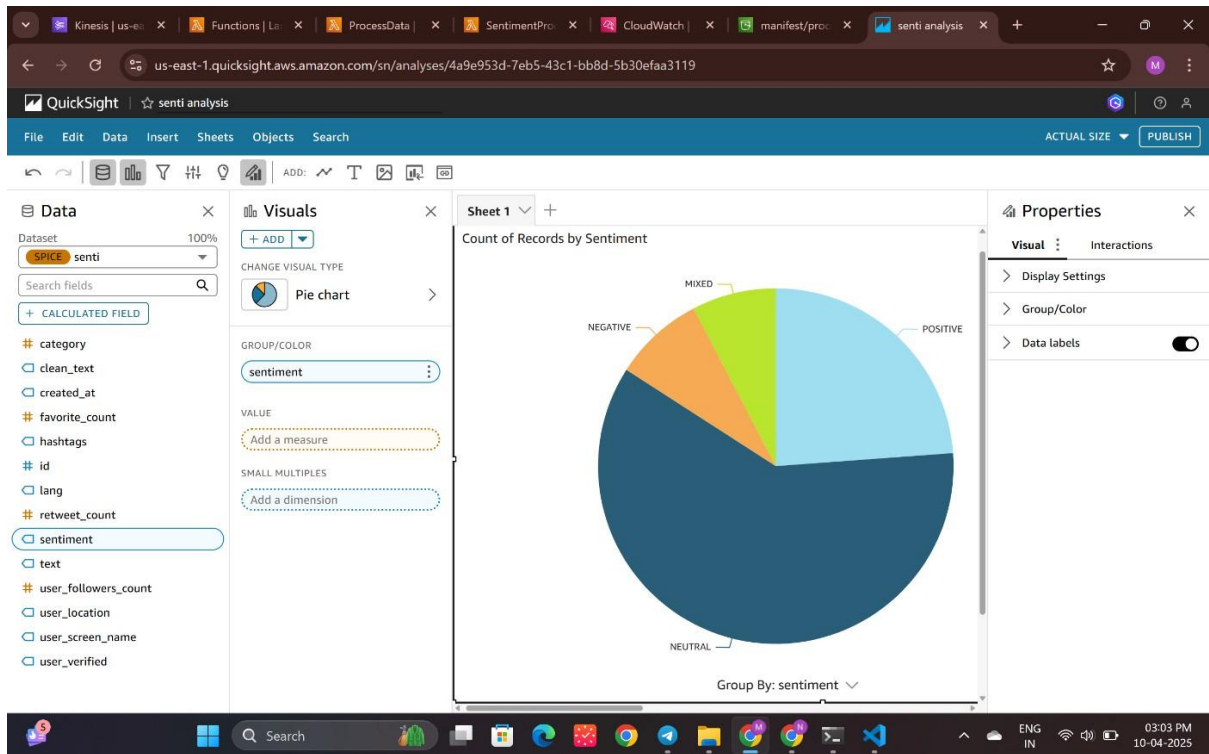 Kinesis | us-ea
Functions | La
ProcessData |
SentimentPro
CloudWatch |
manifest/proc
senti analysis
us-east-1.quicksight.aws.amazon.com/sn/analyses/4a9e953d-7eb5-43c1-bb8d-5b30efaa3119
M
QuickSight
senti analysis
File Edit Data Insert Sheets Objects Search
ACTUAL SIZE
PUBLISH
ADD:
Data
Dataset 100%
SPICE senti
Search fields
+ CALCULATED FIELD
# category
clean_text
created_at
# favorite_count
hashtags
# id
lang
# retweet_count
sentiment
text
# user_followers_count
user_location
user_screen_name
user_verified
Visuals
+ ADD
CHANGE VISUAL TYPE
Pie chart
GROUP/COLOR
sentiment
VALUE
Add a measure
SMALL MULTIPLES
Add a dimension
Sheet 1
Count of Records by Sentiment
MIXED
NEGATIVE
POSITIVE
NEUTRAL
Group By: sentiment
Properties
Visual Interactions
Display Settings
Group/Color
Data labels
5
Search
M
N
ENG
IN
03:03 PM
10-04-2025